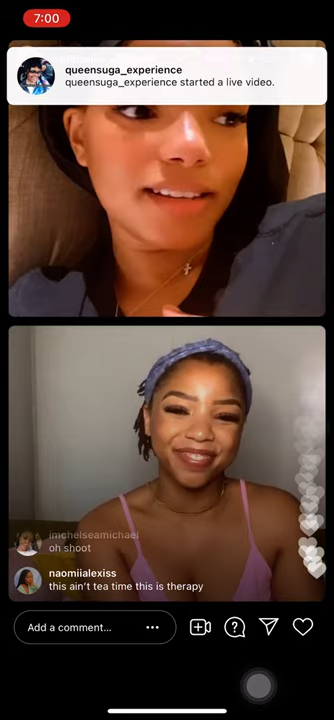 7:00
queensuga_experience
queensuga_experience started a live video.
imchelseamichael
oh shoot
naomiialexiss
this ain't tea time this is therapy
Add a comment...